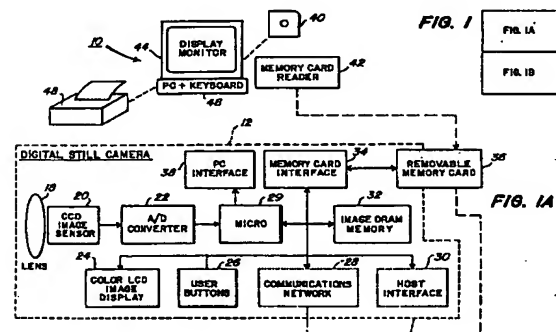 FIG. 1
FIG. 1A
FIG. 1B
10
44
DISPLAY
MONITOR
PC + KEYBOARD
46
48
40
MEMORY CARD
READER
42
12
DIGITAL STILL CAMERA
38
PC
INTERFACE
34
MEMORY CARD
INTERFACE
REMOVABLE
MEMORY CARD
36
FIG. 1A
18
LENS
20
CCD
IMAGE
SENSOR
22
A/D
CONVERTER
29
MICRO
32
IMAGE DRAM
MEMORY
24
COLOR LCD
IMAGE
DISPLAY
26
USER
BUTTONS
28
COMMUNICATIONS
NETWORK
30
HOST
INTERFACE